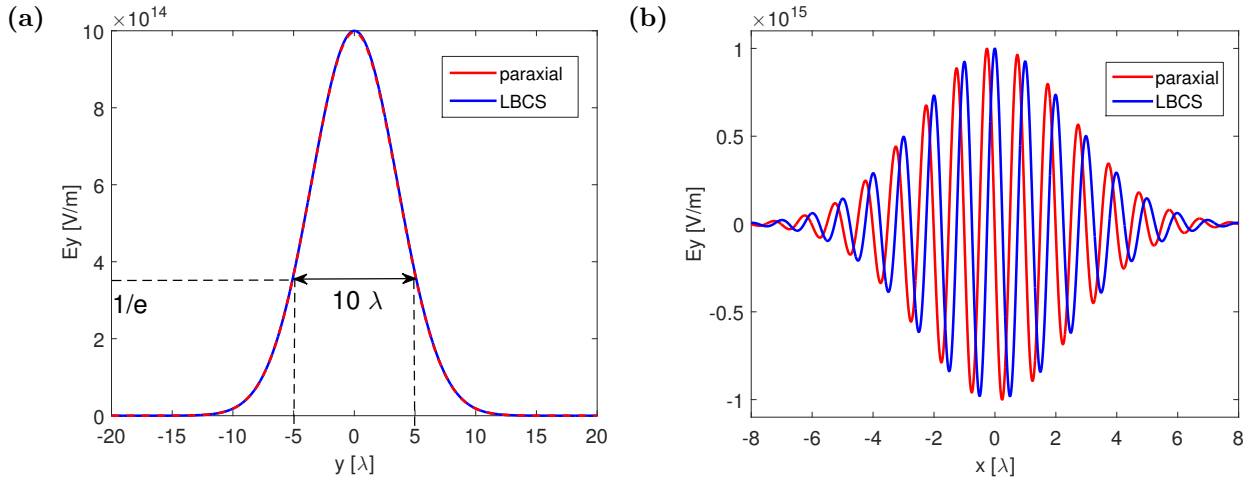 (a)
×10^14
Ey [V/m]
10
8
6
4
2
0
1/e
10 λ
paraxial
LBCS
-20 -15 -10 -5 0 5 10 15 20
y [λ]
(b)
×10^15
Ey [V/m]
1
0.5
0
-0.5
-1
paraxial
LBCS
-8 -6 -4 -2 0 2 4 6 8
x [λ]